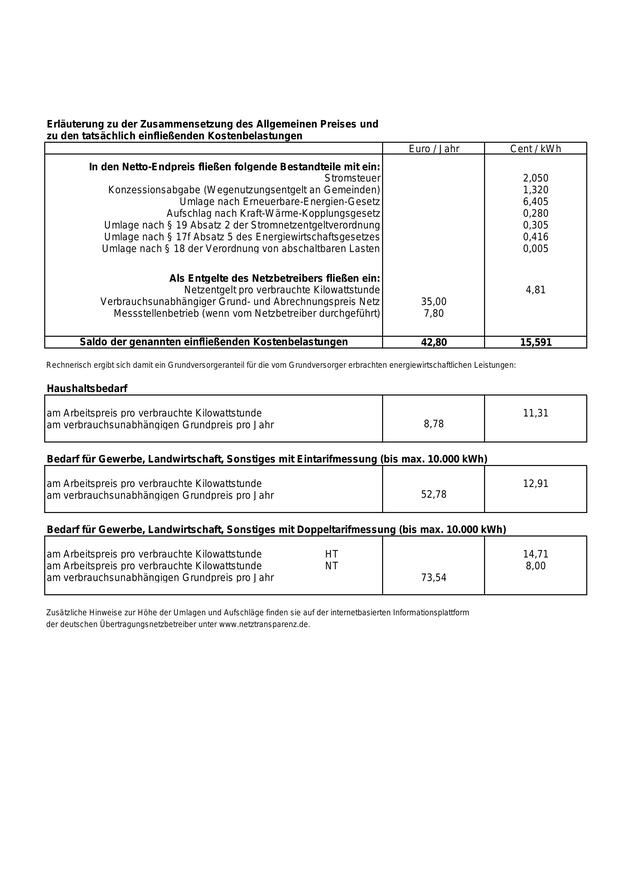 Erläuterung zu der Zusammensetzung des Allgemeinen Preises und
zu den tatsächlich einfließenden Kostenbelastungen
Euro / Jahr Cent / kWh
In den Netto-Endpreis fließen folgende Bestandteile mit ein:
Stromsteuer 2,050
Konzessionsabgabe (Wegenutzungsentgelt an Gemeinden) 1,320
Umlage nach Erneuerbare-Energien-Gesetz 6,405
Aufschlag nach Kraft-Wärme-Kopplungsgesetz 0,280
Umlage nach § 19 Absatz 2 der Stromnetzentgeltverordnung 0,305
Umlage nach § 17f Absatz 5 des Energiewirtschaftsgesetzes 0,416
Umlage nach § 18 der Verordnung von abschaltbaren Lasten 0,005
Als Entgelte des Netzbetreibers fließen ein:
Netzentgelt pro verbrauchte Kilowattstunde 4,81
Verbrauchsunabhängiger Grund- und Abrechnungspreis Netz 35,00
Messstellenbetrieb (wenn vom Netzbetreiber durchgeführt) 7,80
Saldo der genannten einfließenden Kostenbelastungen 42,80 15,591
Rechnerisch ergibt sich damit ein Grundversorgeranteil für die vom Grundversorger erbrachten energiewirtschaftlichen Leistungen:
Haushaltsbedarf
am Arbeitspreis pro verbrauchte Kilowattstunde 11,31
am verbrauchsunabhängigen Grundpreis pro Jahr 8,78
Bedarf für Gewerbe, Landwirtschaft, Sonstiges mit Eintarifmessung (bis max. 10.000 kWh)
am Arbeitspreis pro verbrauchte Kilowattstunde 12,91
am verbrauchsunabhängigen Grundpreis pro Jahr 52,78
Bedarf für Gewerbe, Landwirtschaft, Sonstiges mit Doppeltarifmessung (bis max. 10.000 kWh)
am Arbeitspreis pro verbrauchte Kilowattstunde HT 14,71
am Arbeitspreis pro verbrauchte Kilowattstunde NT 8,00
am verbrauchsunabhängigen Grundpreis pro Jahr 73,54
Zusätzliche Hinweise zur Höhe der Umlagen und Aufschläge finden sie auf der internetbasierten Informationsplattform
der deutschen Übertragungsnetzbetreiber unter www.netztransparenz.de.